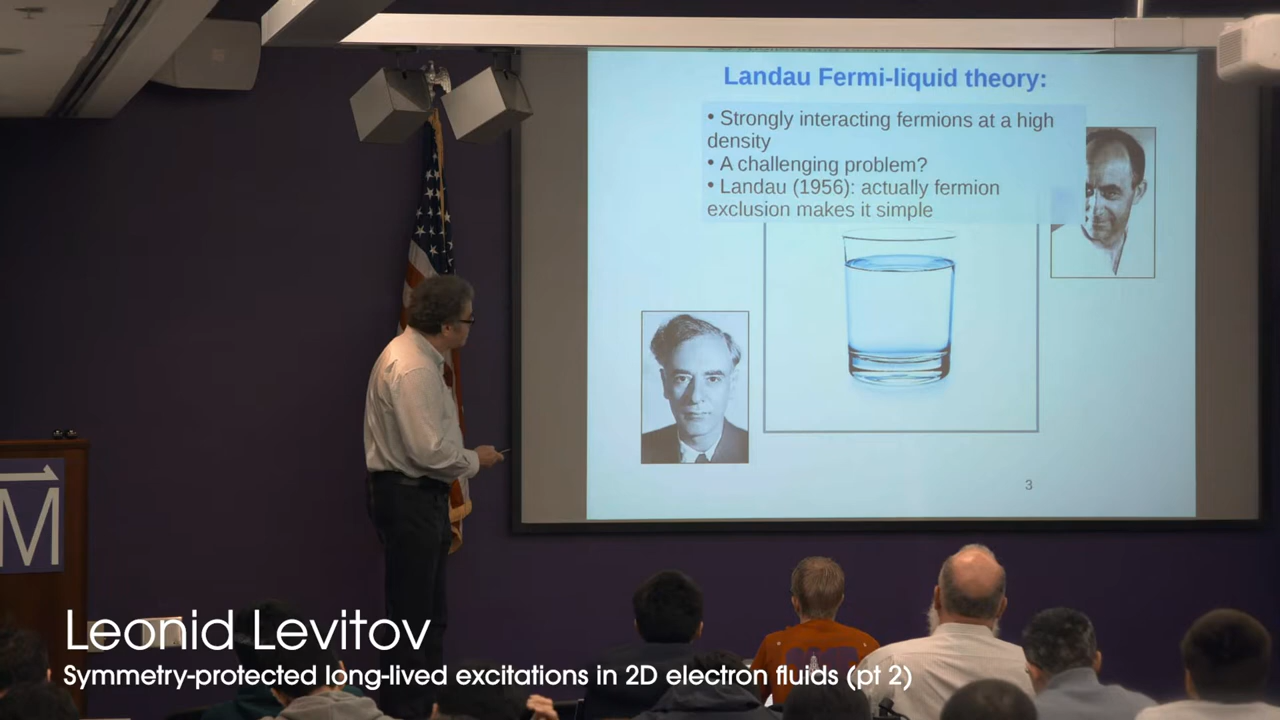 Landau Fermi-liquid theory:
• Strongly interacting fermions at a high
density
• A challenging problem?
• Landau (1956): actually fermion
exclusion makes it simple
3
M
Leonid Levitov
Symmetry-protected long-lived excitations in 2D electron fluids (pt 2)